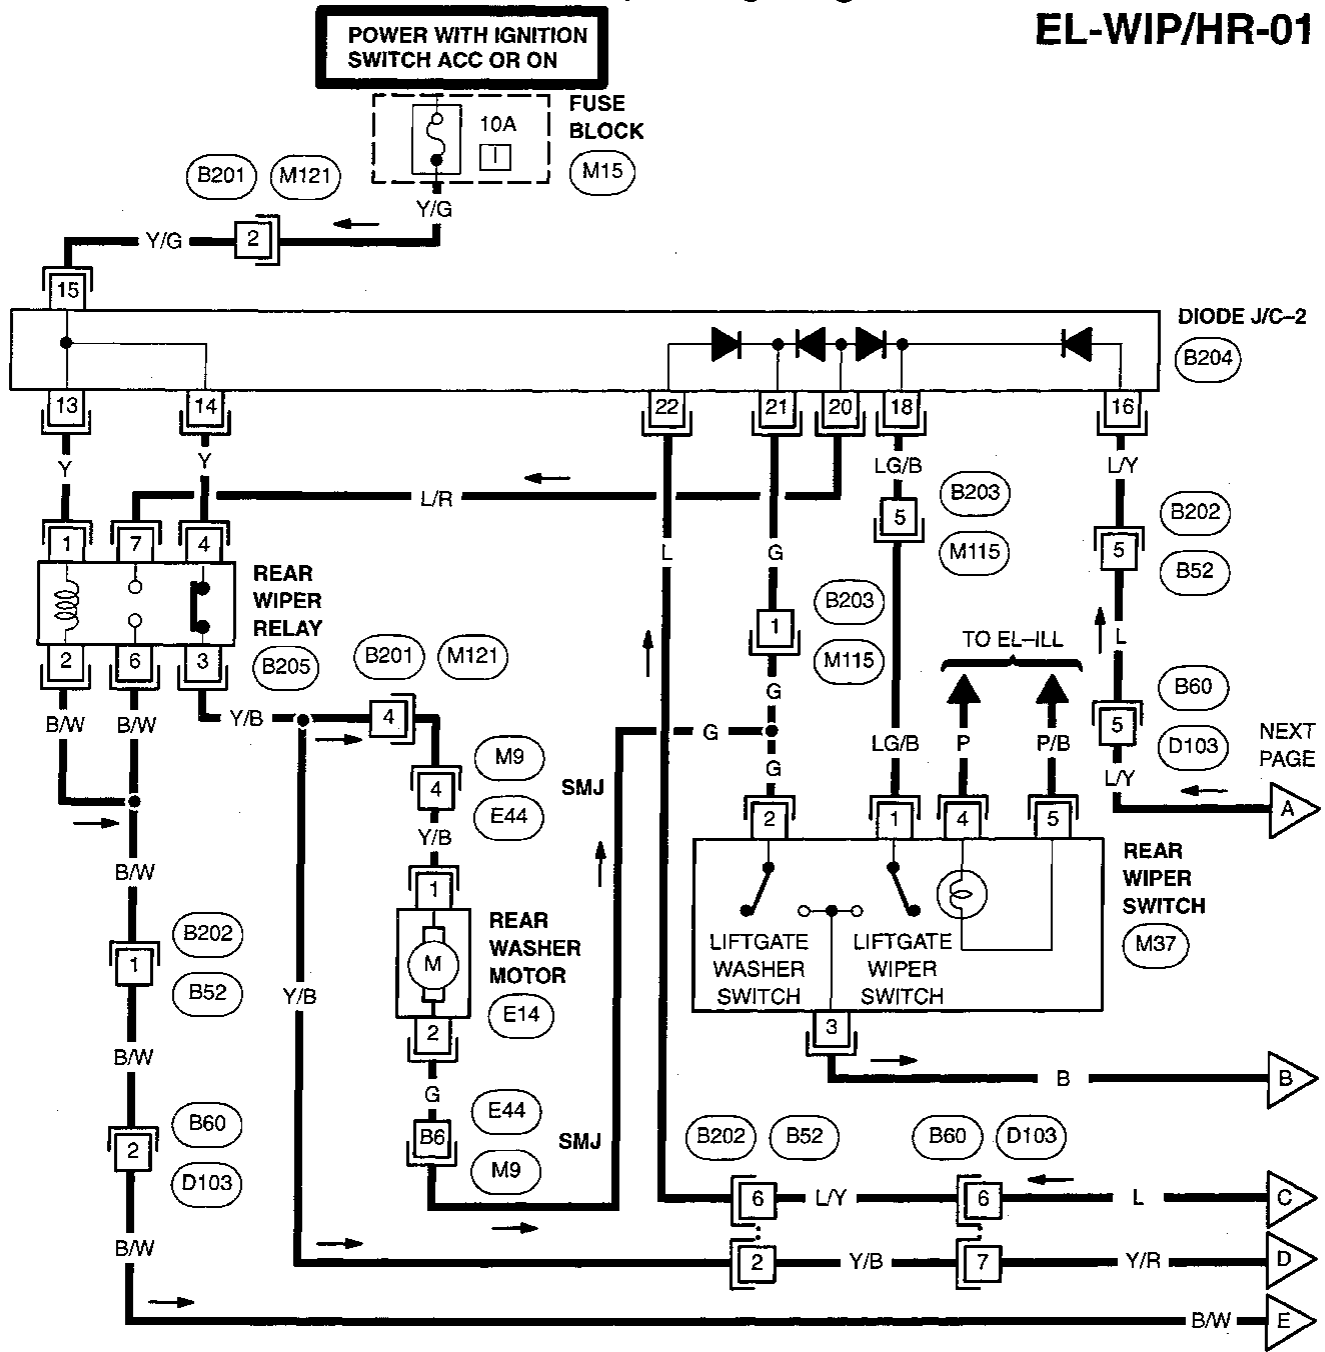 EL-WIP/HR-01
POWER WITH IGNITION
SWITCH ACC OR ON
FUSE
BLOCK
M15
10A
I
B201 M121
Y/G
Y/G
2
15
DIODE J/C–2
B204
13 14 22 21 20 18 16
Y Y LG/B L/Y
L/R
B203
5
M115
B202
5
B52
L G
1 7 4
REAR
WIPER
RELAY
B205
2 6 3
B203
1
M115
TO EL–ILL
L
B201 M121
B60
5
D103
B/W B/W Y/B 4
G G G
LG/B P P/B L/Y
NEXT
PAGE
A
M9
4
E44
SMJ
Y/B
2 1 4 5
B/W
1
REAR
WASHER
MOTOR
E14
M
2
REAR
WIPER
SWITCH
M37
LIFTGATE
WASHER
SWITCH
LIFTGATE
WIPER
SWITCH
3
B202
1
B52
Y/B
B/W
G
B B
E44
B6
M9
SMJ
B60
2
D103
B202 B52 B60 D103
6 L/Y 6 L C
B/W
2 Y/B 7 Y/R D
B/W E